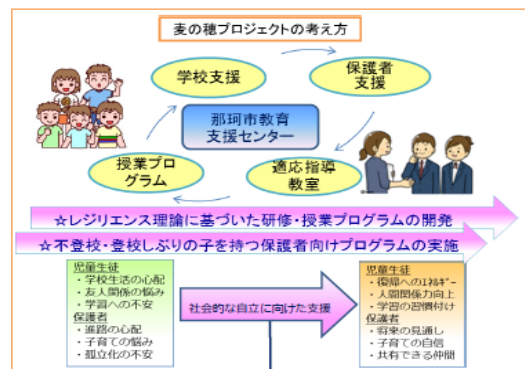 麦の穂プロジェクトの考え方
学校支援
保護者
支援
那珂市教育
支援センター
授業プロ
グラム
適応指導
教室
☆レジリエンス理論に基づいた研修・授業プログラムの開発
☆不登校・登校しぶりの子を持つ保護者向けプログラムの実施
児童生徒
・学校生活の心配
・友人関係の悩み
・学習への不安
保護者
・進路の心配
・子育ての悩み
・孤立化の不安
社会的な自立に向けた支援
児童生徒
・復帰へのｴﾈﾙｷﾞｰ
・人間関係力向上
・学習の習慣付け
保護者
・将来の見通し
・子育ての自信
・共有できる仲間